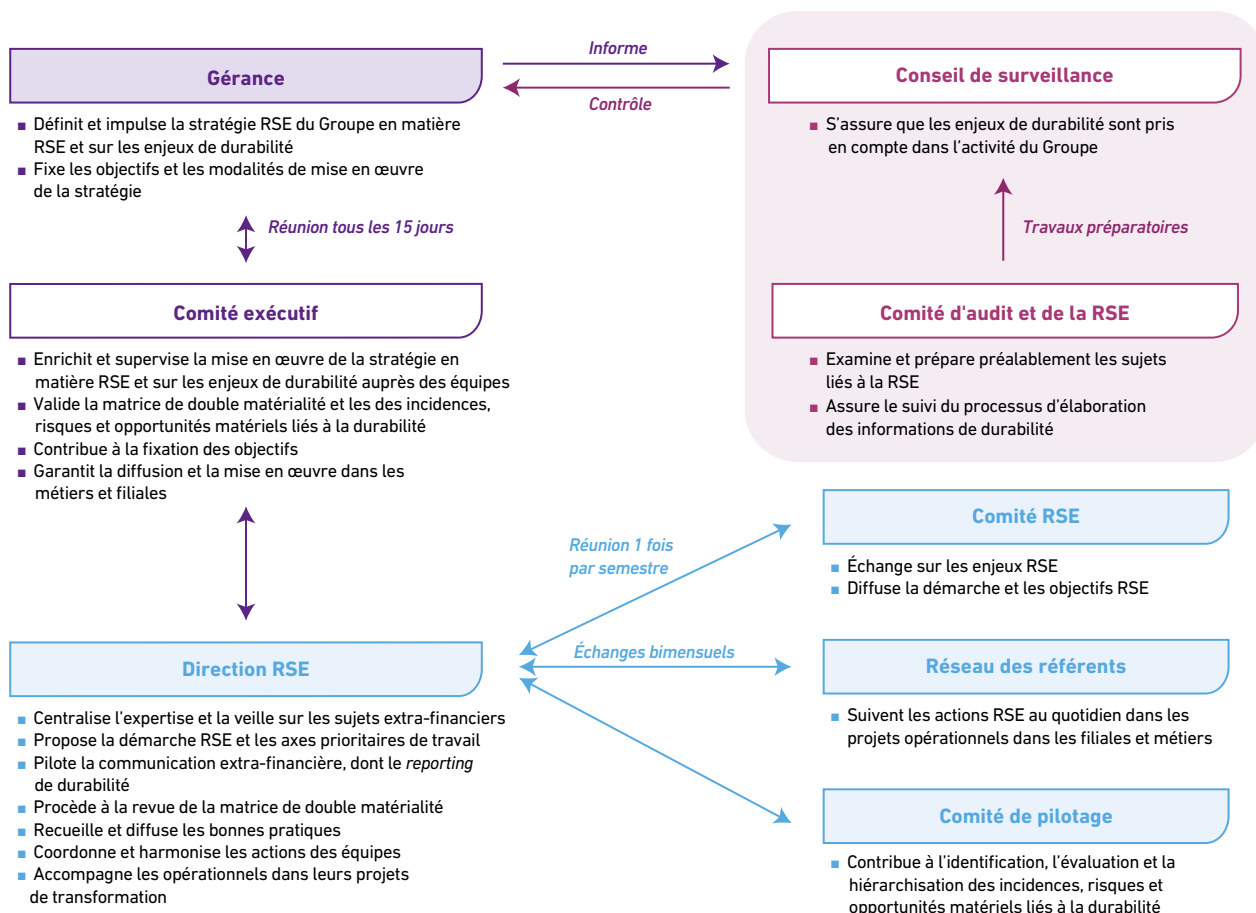 Gérance
■ Définit et impulse la stratégie RSE du Groupe en matière
RSE et sur les enjeux de durabilité
■ Fixe les objectifs et les modalités de mise en œuvre
de la stratégie
Informe
Contrôle
Conseil de surveillance
■ S'assure que les enjeux de durabilité sont pris
en compte dans l'activité du Groupe
Réunion tous les 15 jours
Travaux préparatoires
Comité exécutif
■ Enrichit et supervise la mise en œuvre de la stratégie en
matière RSE et sur les enjeux de durabilité auprès des équipes
■ Valide la matrice de double matérialité et les des incidences,
risques et opportunités matériels liés à la durabilité
■ Contribue à la fixation des objectifs
■ Garantit la diffusion et la mise en œuvre dans les
métiers et filiales
Comité d'audit et de la RSE
■ Examine et prépare préalablement les sujets
liés à la RSE
■ Assure le suivi du processus d'élaboration
des informations de durabilité
Réunion 1 fois
par semestre
Comité RSE
■ Échange sur les enjeux RSE
■ Diffuse la démarche et les objectifs RSE
Direction RSE
■ Centralise l'expertise et la veille sur les sujets extra-financiers
■ Propose la démarche RSE et les axes prioritaires de travail
■ Pilote la communication extra-financière, dont le reporting
de durabilité
■ Procède à la revue de la matrice de double matérialité
■ Recueille et diffuse les bonnes pratiques
■ Coordonne et harmonise les actions des équipes
■ Accompagne les opérationnels dans leurs projets
de transformation
Échanges bimensuels
Réseau des référents
■ Suivent les actions RSE au quotidien dans les
projets opérationnels dans les filiales et métiers
Comité de pilotage
■ Contribue à l'identification, l'évaluation et la
hiérarchisation des incidences, risques et
opportunités matériels liés à la durabilité